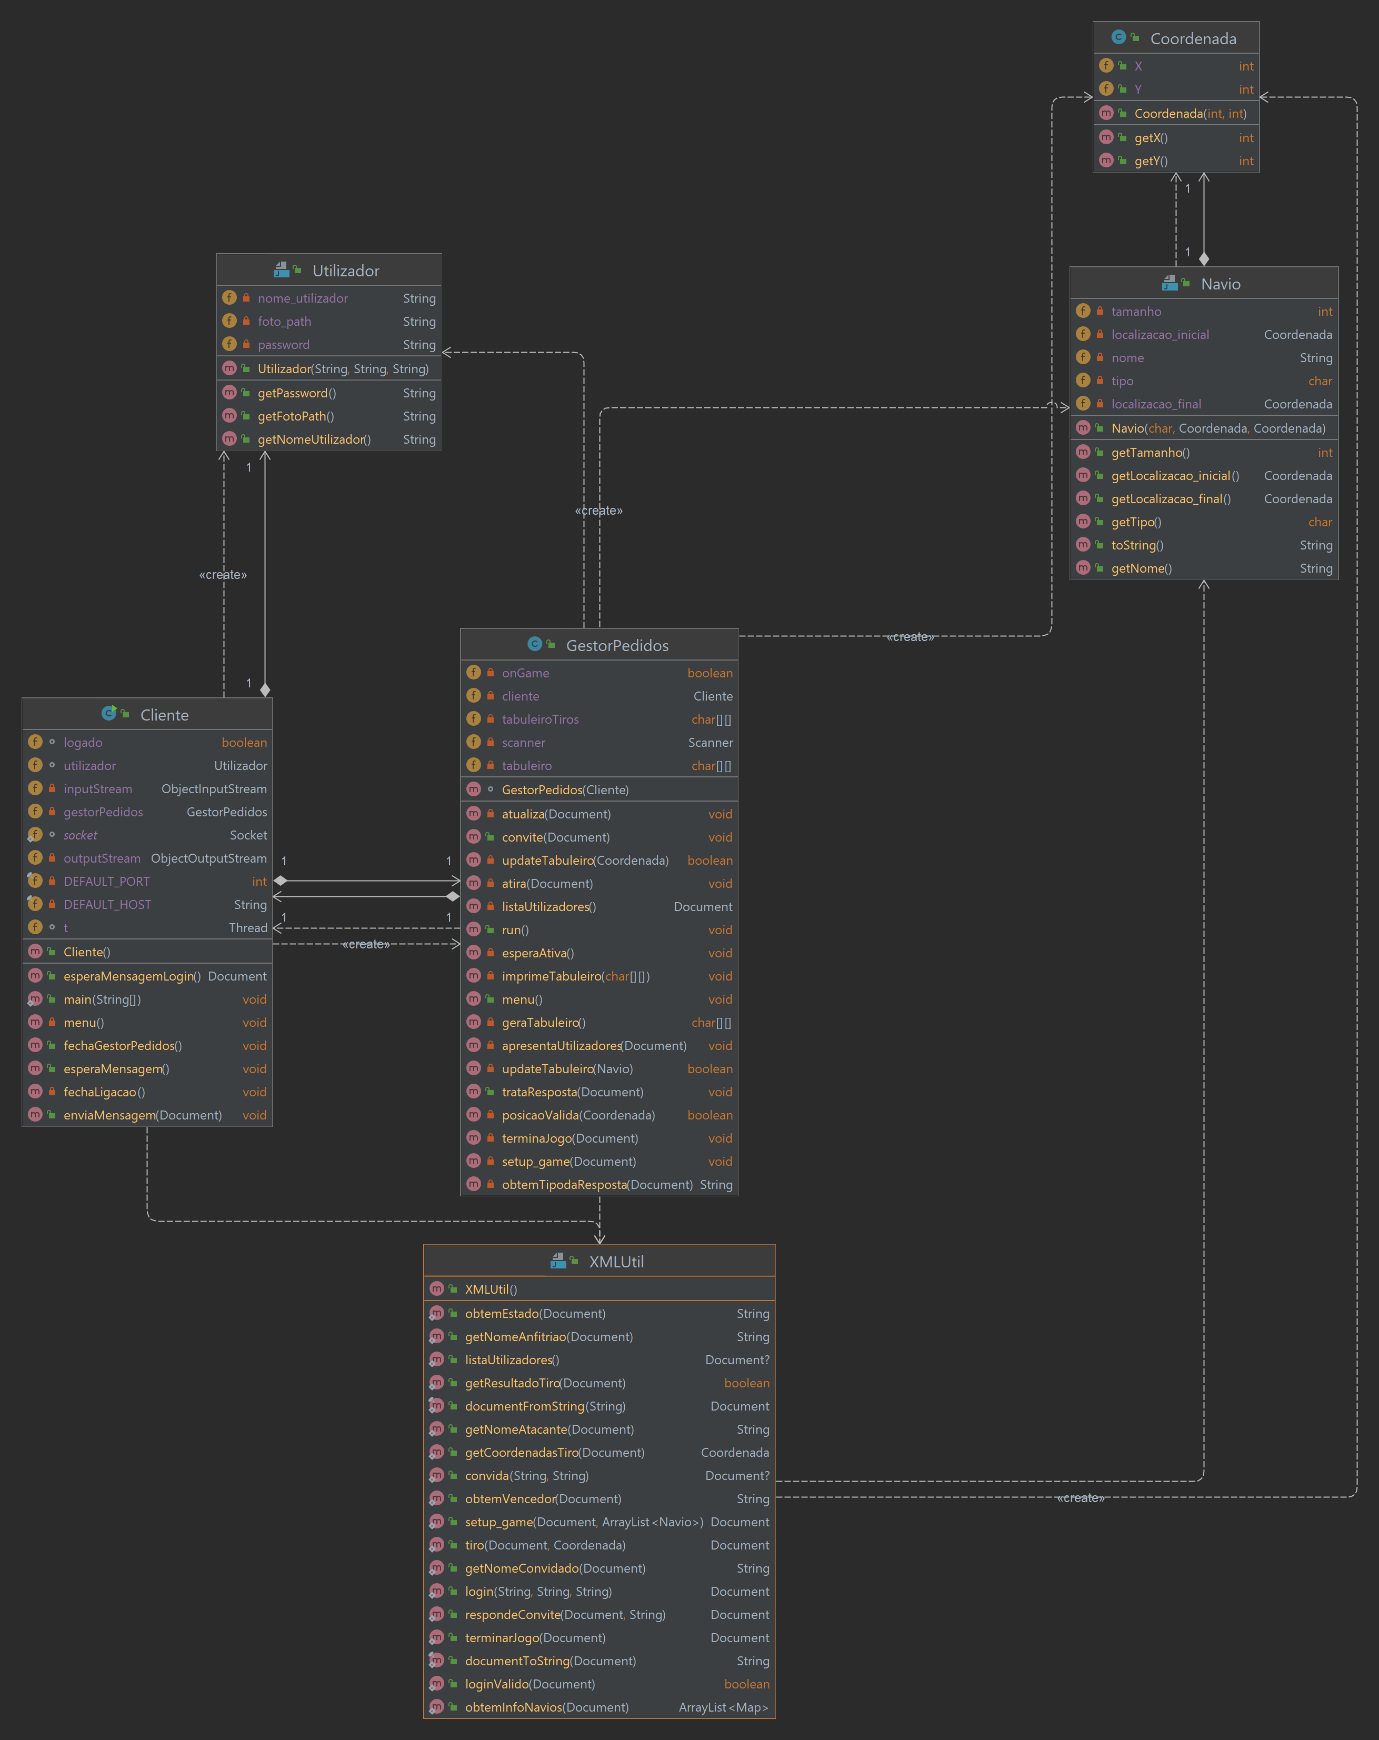 Coordenada
X int
Y int
Coordenada(int, int)
getX() int
getY() int
1
1
Utilizador
nome_utilizador String
foto_path String
password String
Utilizador(String, String, String)
getPassword() String
getFotoPath() String
getNomeUtilizador() String
1
«create»
1
Navio
tamanho int
localizacao_inicial Coordenada
nome String
tipo char
localizacao_final Coordenada
Navio(char, Coordenada, Coordenada)
getTamanho() int
getLocalizacao_inicial() Coordenada
getLocalizacao_final() Coordenada
getTipo() char
toString() String
getNome() String
«create»
«create»
GestorPedidos
onGame boolean
cliente Cliente
tabuleiroTiros char[][]
scanner Scanner
tabuleiro char[][]
GestorPedidos(Cliente)
atualiza(Document) void
convite(Document) void
updateTabuleiro(Coordenada) boolean
atira(Document) void
listaUtilizadores() Document
run() void
esperaAtiva() void
imprimeTabuleiro(char[][]) void
menu() void
geraTabuleiro() char[][]
apresentaUtilizadores(Document) void
updateTabuleiro(Navio) boolean
trataResposta(Document) void
posicaoValida(Coordenada) boolean
terminaJogo(Document) void
setup_game(Document) void
obtemTipodaResposta(Document) String
Cliente
logado boolean
utilizador Utilizador
inputStream ObjectInputStream
gestorPedidos GestorPedidos
socket Socket
outputStream ObjectOutputStream
DEFAULT_PORT int
DEFAULT_HOST String
t Thread
Cliente()
esperaMensagemLogin() Document
main(String[]) void
menu() void
fechaGestorPedidos() void
esperaMensagem() void
fechaLigacao() void
enviaMensagem(Document) void
1 1
1 1
«create»
XMLUtil
XMLUtil()
obtemEstado(Document) String
getNomeAnfitriao(Document) String
listaUtilizadores() Document?
getResultadoTiro(Document) boolean
documentFromString(String) Document
getNomeAtacante(Document) String
getCoordenadasTiro(Document) Coordenada
convida(String, String) Document?
obtemVencedor(Document) String
setup_game(Document, ArrayList<Navio>) Document
tiro(Document, Coordenada) Document
getNomeConvidado(Document) String
login(String, String, String) Document
respondeConvite(Document, String) Document
terminarJogo(Document) Document
documentToString(Document) String
loginValido(Document) boolean
obtemInfoNavios(Document) ArrayList<Map>
«create»